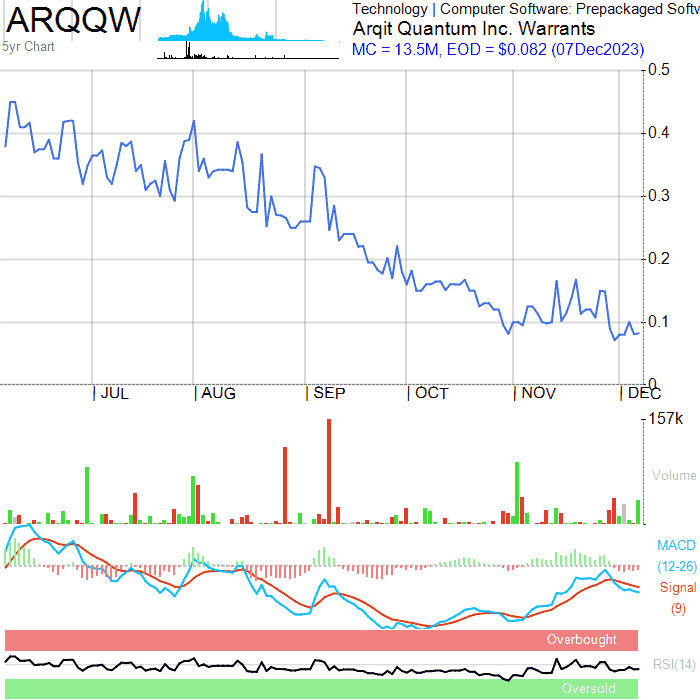 ARQQW
5yr Chart
Technology | Computer Software: Prepackaged Softw
Arqit Quantum Inc. Warrants
MC = 13.5M, EOD = $0.082 (07Dec2023)
0.5
0.4
0.3
0.2
0.1
0
JUL AUG SEP OCT NOV DEC
157k
Volume
MACD
(12-26)
Signal
(9)
Overbought
RSI(14)
Oversold